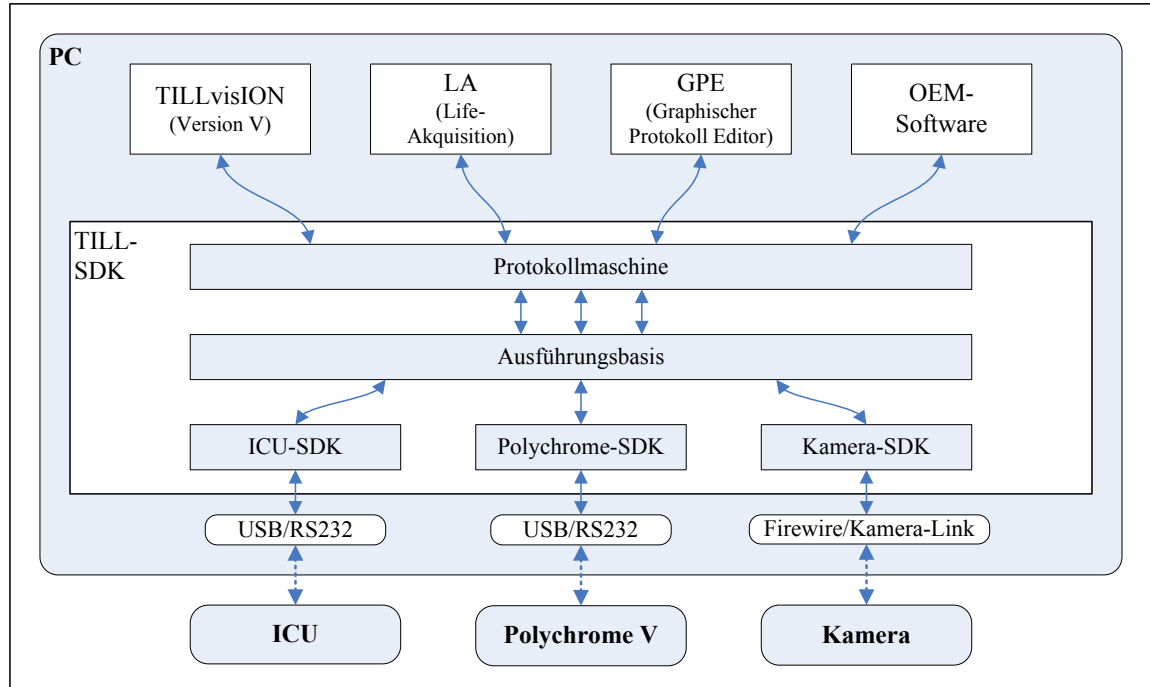 PC
TILLvisION
(Version V)
LA
(Life-
Akquisition)
GPE
(Graphischer
Protokoll Editor)
OEM-
Software
TILL-
SDK
Protokollmaschine
Ausführungsbasis
ICU-SDK
Polychrome-SDK
Kamera-SDK
USB/RS232
USB/RS232
Firewire/Kamera-Link
ICU
Polychrome V
Kamera